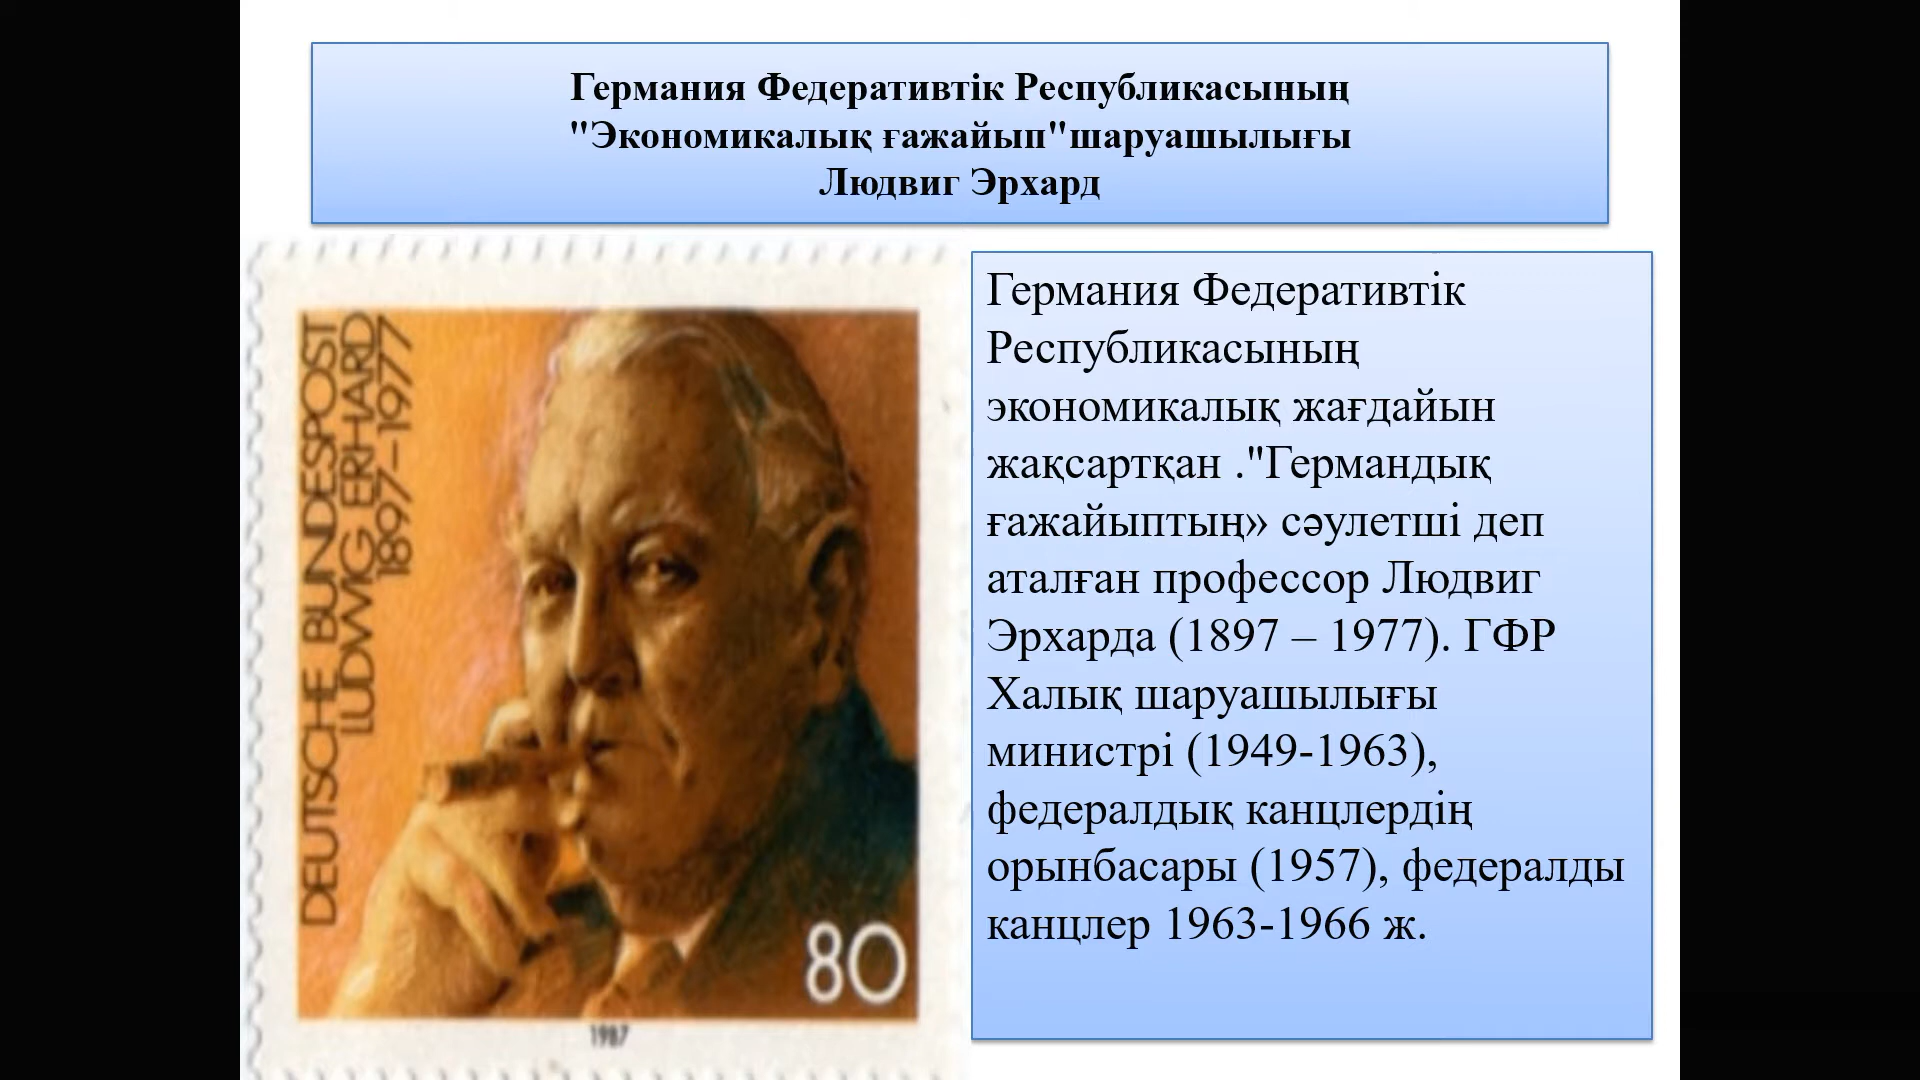 Германия Федеративтік Республикасының
"Экономикалық ғажайып"шаруашылығы
Людвиг Эрхард
DEUTSCHE BUNDESPOST
LUDWIG ERHARD
1897–1977
80
1987
Германия Федеративтік
Республикасының
экономикалық жағдайын
жақсартқан ."Германдық
ғажайыптың» сәулетші деп
аталған профессор Людвиг
Эрхарда (1897 – 1977). ГФР
Халық шаруашылығы
министрі (1949-1963),
федералдық канцлердің
орынбасары (1957), федералды
канцлер 1963-1966 ж.